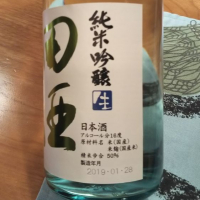 純米吟醸
生
田
日本酒
アルコール分16度
原材料名 米(国産)
米麹(国産米)
精米歩合 50%
製造年月
2019-01-28